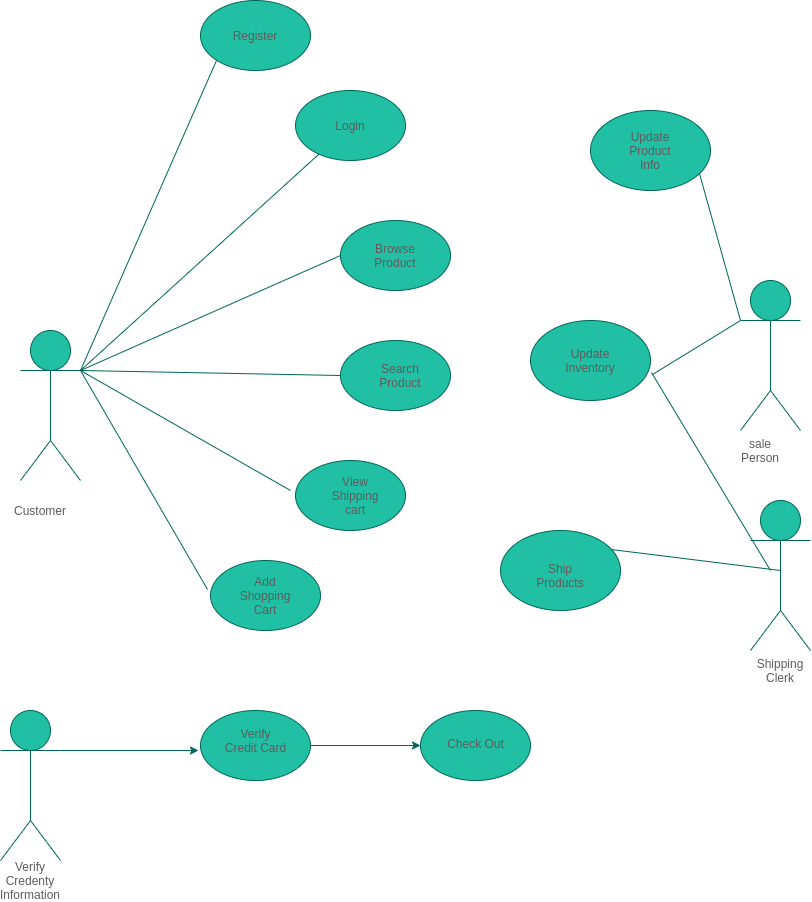 Register
Login
Update
Product
Info
Browse
Product
Search
Product
Update
Inventory
sale
Person
View
Shipping
cart
Customer
Add
Shopping
Cart
Ship
Products
Shipping
Clerk
Verify
Credit Card
Check Out
Verify
Credenty
Information